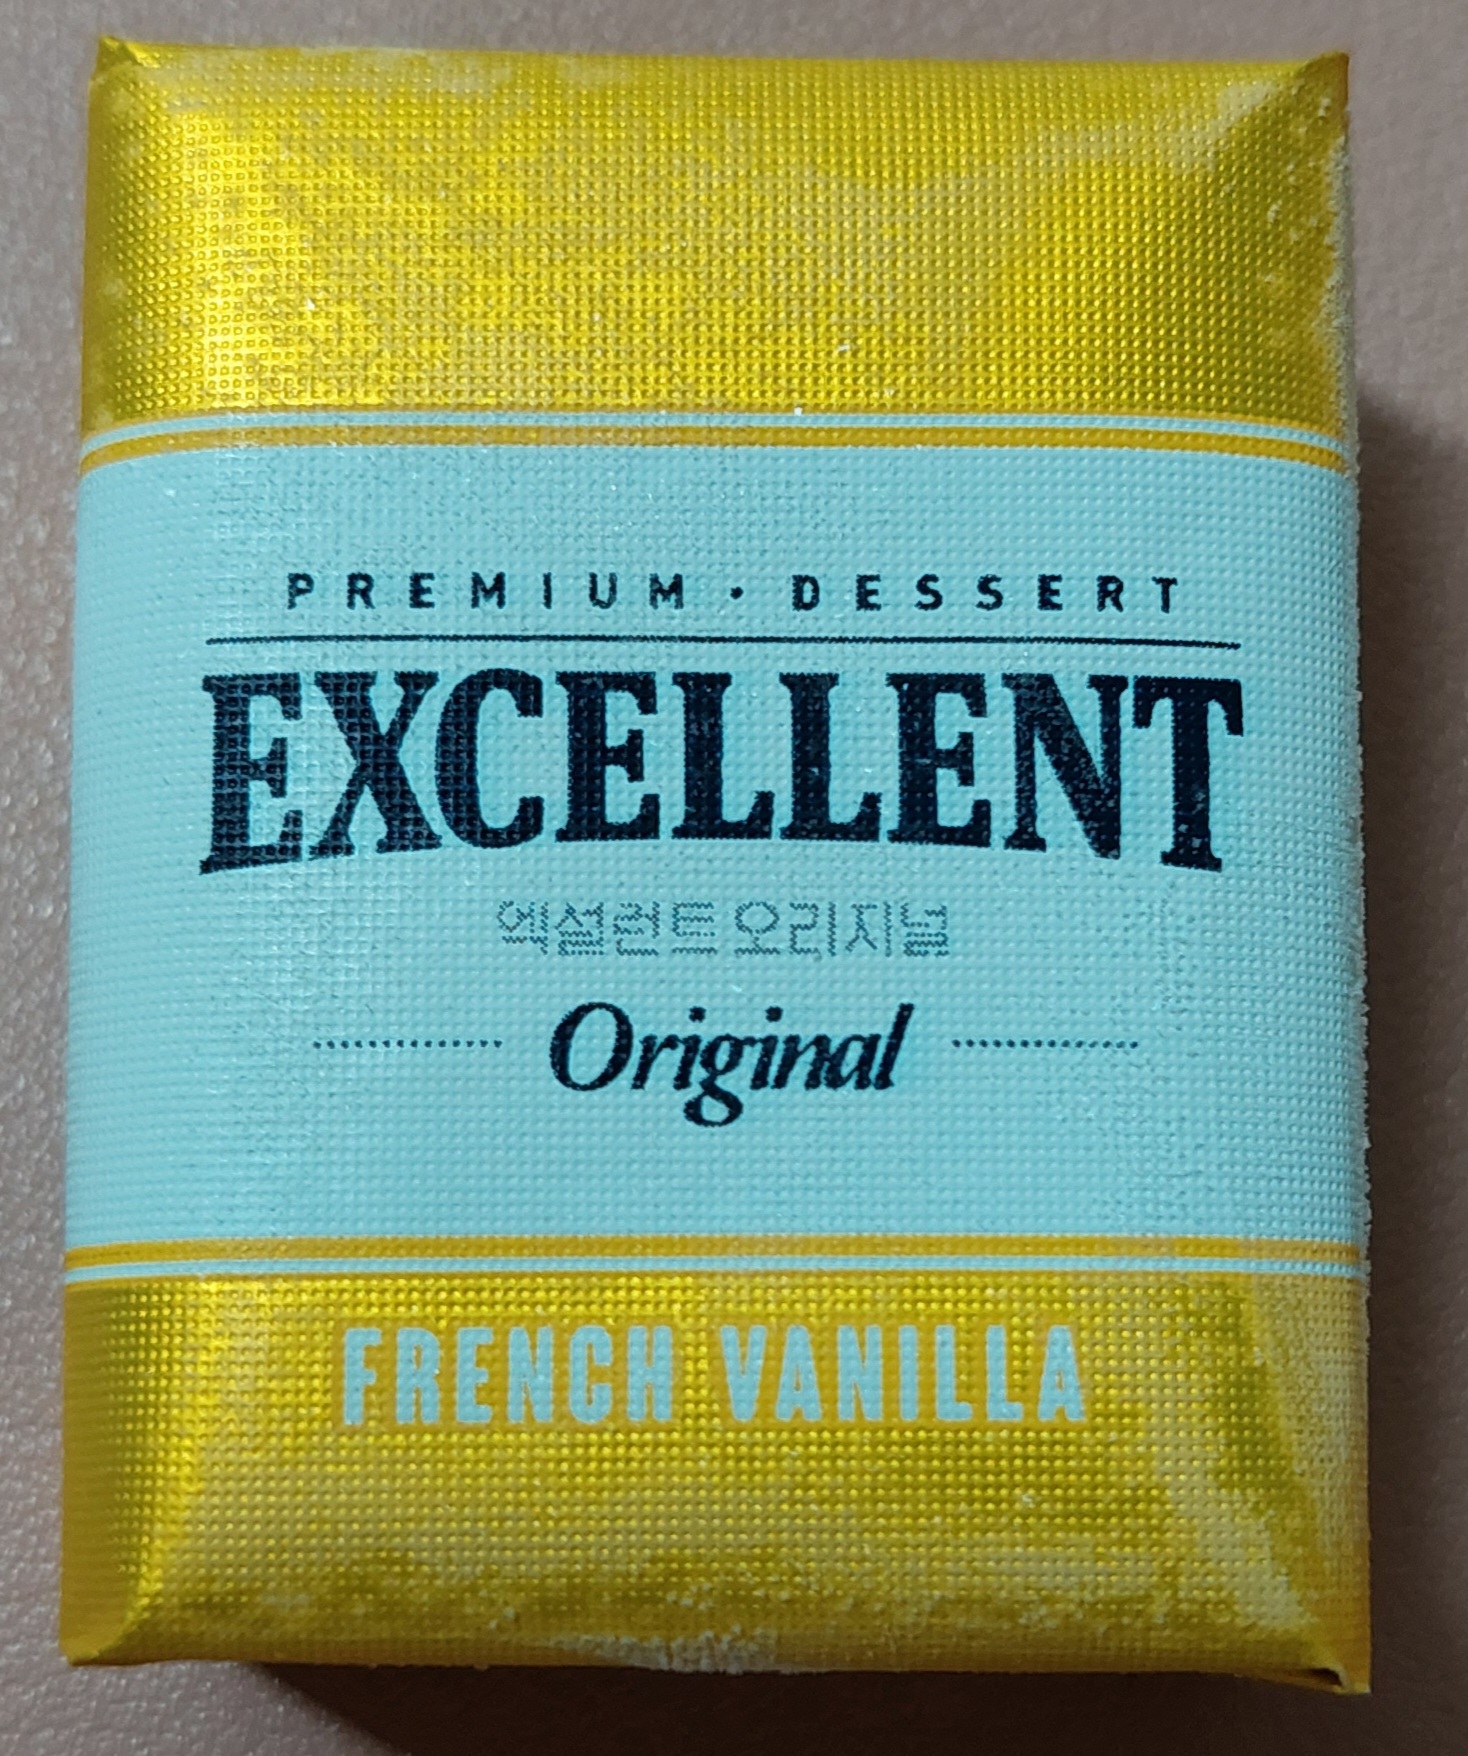 PREMIUM · DESSERT
EXCELLENT
엑설런트 오리지널
Original
FRENCH VANILLA